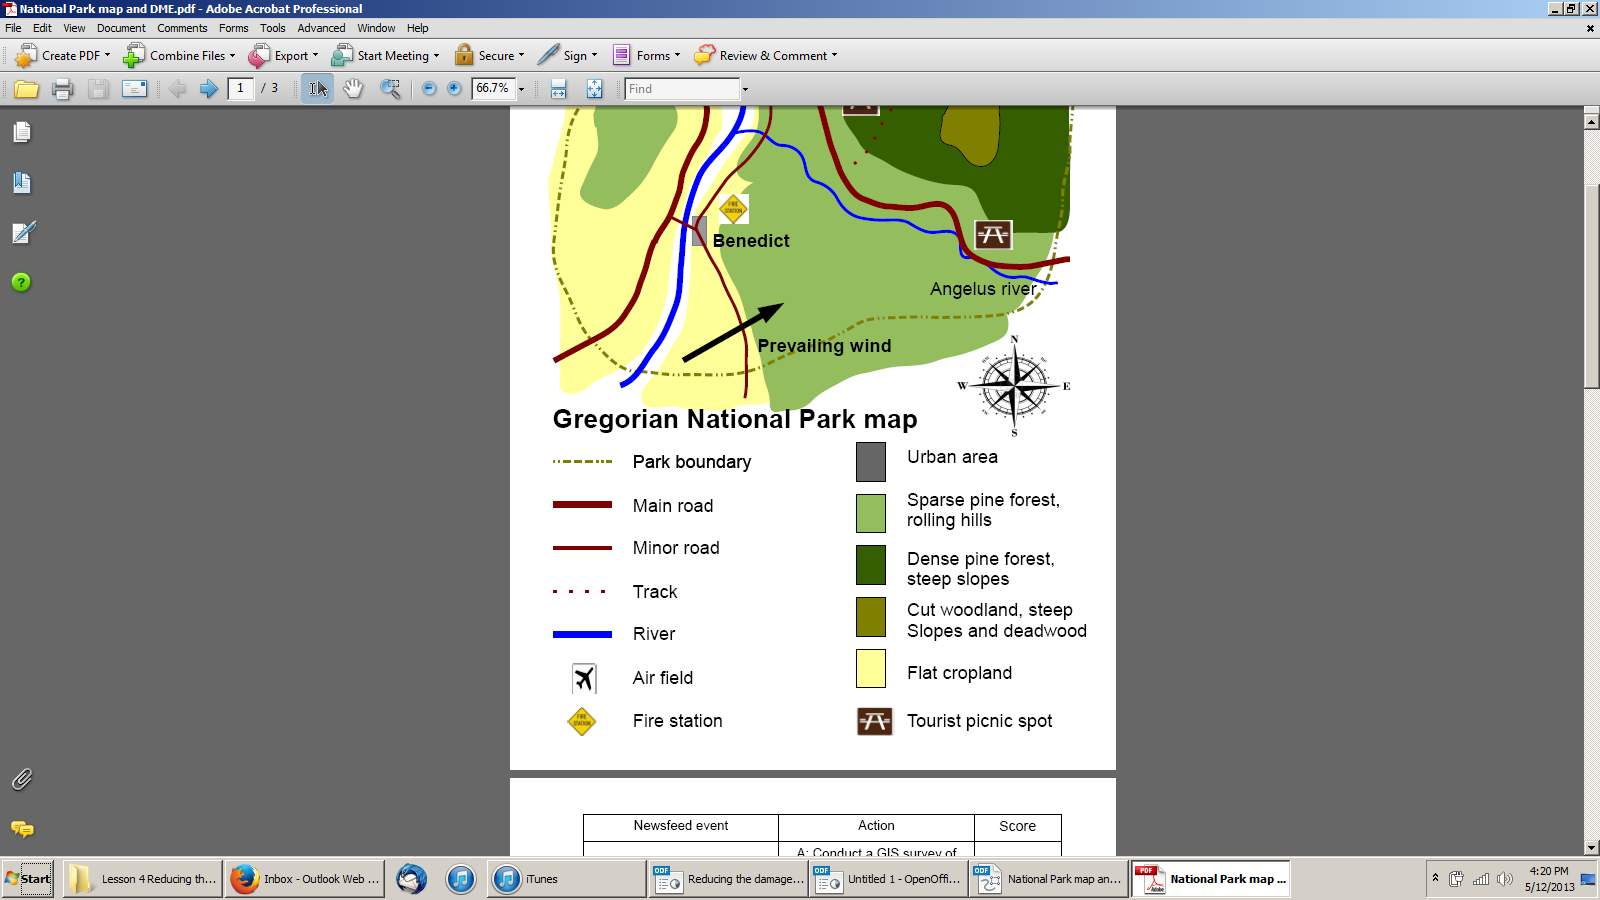 National Park map and DME.pdf - Adobe Acrobat Professional
File Edit View Document Comments Forms Tools Advanced Window Help
Create PDF Combine Files Export Start Meeting Secure Sign Forms Review & Comment
1 / 3 66.7% Find
FIRE STATION
Benedict
Angelus river
Prevailing wind
N
W E
S
Gregorian National Park map
Park boundary
Main road
Minor road
Track
River
Air field
FIRE STATION
Fire station
Urban area
Sparse pine forest,
rolling hills
Dense pine forest,
steep slopes
Cut woodland, steep
Slopes and deadwood
Flat cropland
Tourist picnic spot
Newsfeed event Action Score
A: Conduct a GIS survey of
Start Lesson 4 Reducing th... Inbox - Outlook Web ... iTunes Reducing the damage... Untitled 1 - OpenOffi... National Park map an... National Park map ...
4:20 PM
5/12/2013